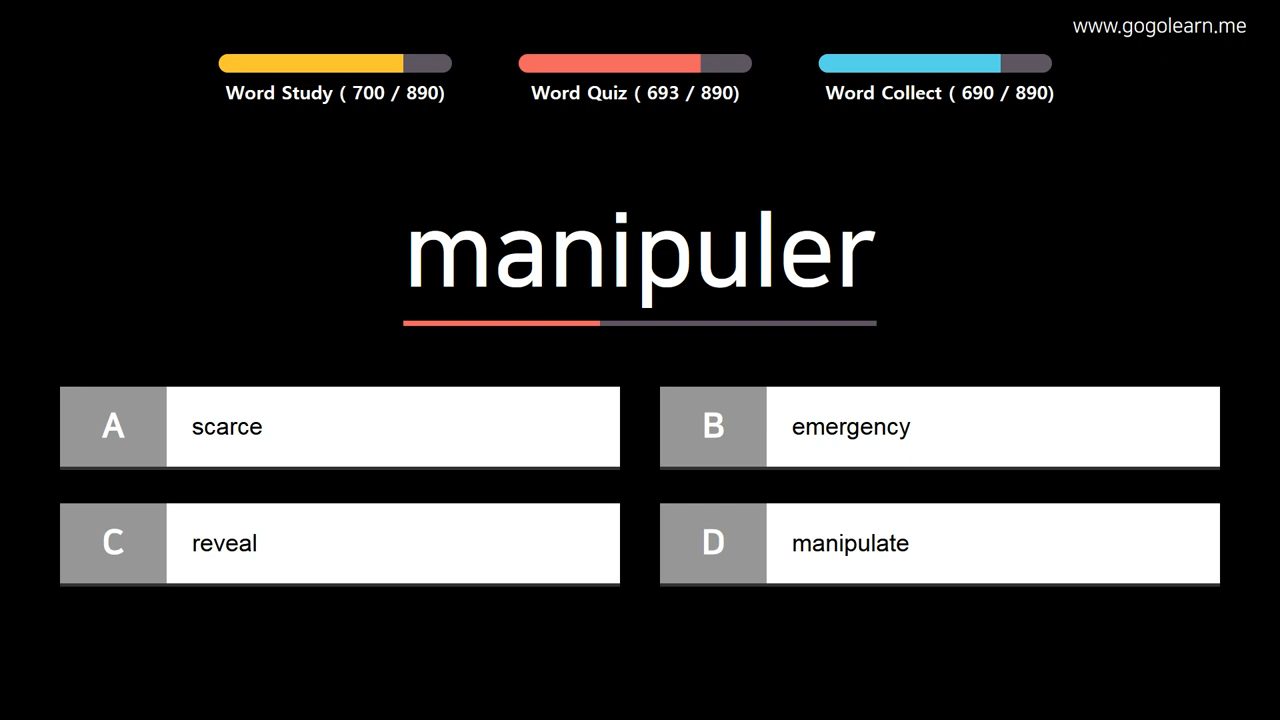 www.gogolearn.me
Word Study ( 700 / 890)
Word Quiz ( 693 / 890)
Word Collect ( 690 / 890)
manipuler
A scarce
B emergency
C reveal
D manipulate